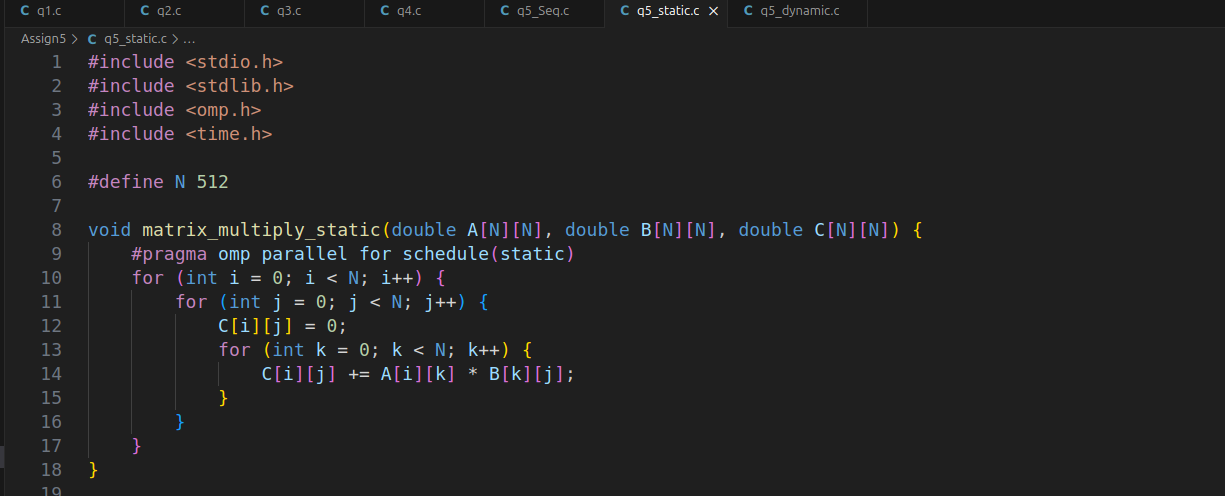 C q1.c C q2.c C q3.c C q4.c C q5_Seq.c C q5_static.c × C q5_dynamic.c
Assign5 > C q5_static.c > ...
1 #include <stdio.h>
2 #include <stdlib.h>
3 #include <omp.h>
4 #include <time.h>
5
6 #define N 512
7
8 void matrix_multiply_static(double A[N][N], double B[N][N], double C[N][N]) {
9     #pragma omp parallel for schedule(static)
10     for (int i = 0; i < N; i++) {
11         for (int j = 0; j < N; j++) {
12             C[i][j] = 0;
13             for (int k = 0; k < N; k++) {
14                 C[i][j] += A[i][k] * B[k][j];
15             }
16         }
17     }
18 }
19